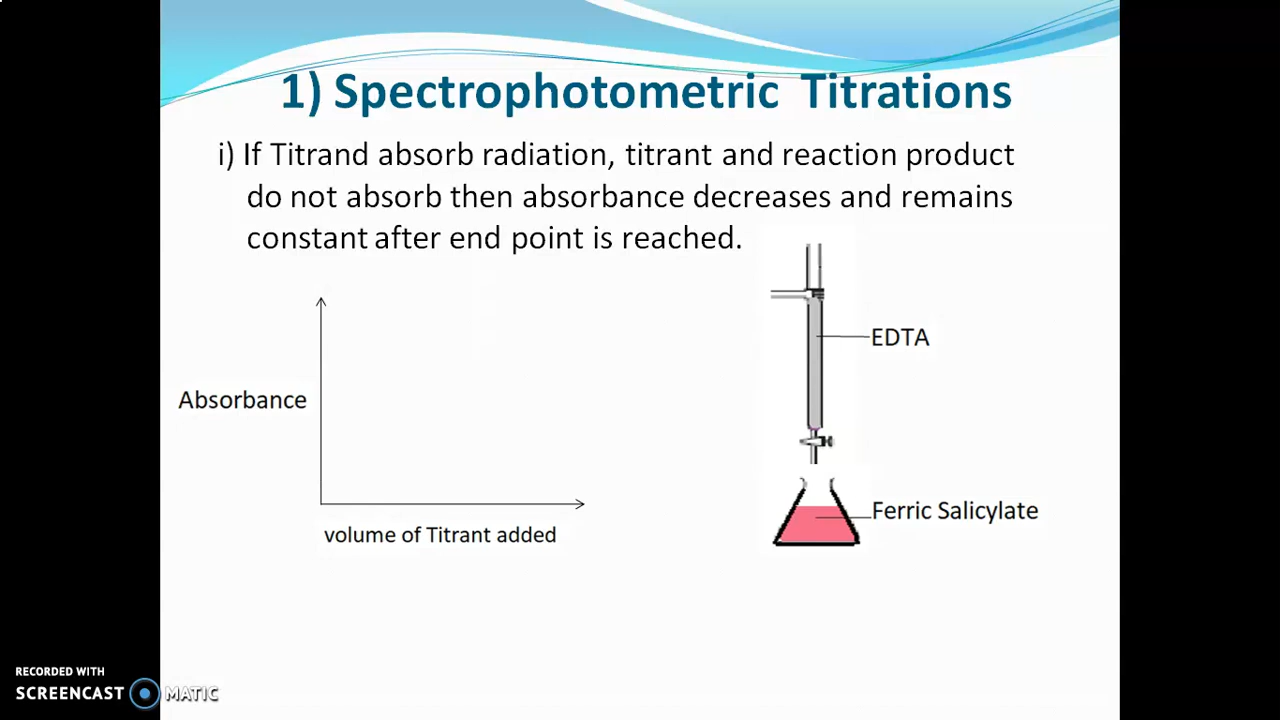 1) Spectrophotometric Titrations
i) If Titrand absorb radiation, titrant and reaction product
do not absorb then absorbance decreases and remains
constant after end point is reached.
EDTA
Absorbance
Ferric Salicylate
volume of Titrant added
RECORDED WITH
SCREENCAST MATIC